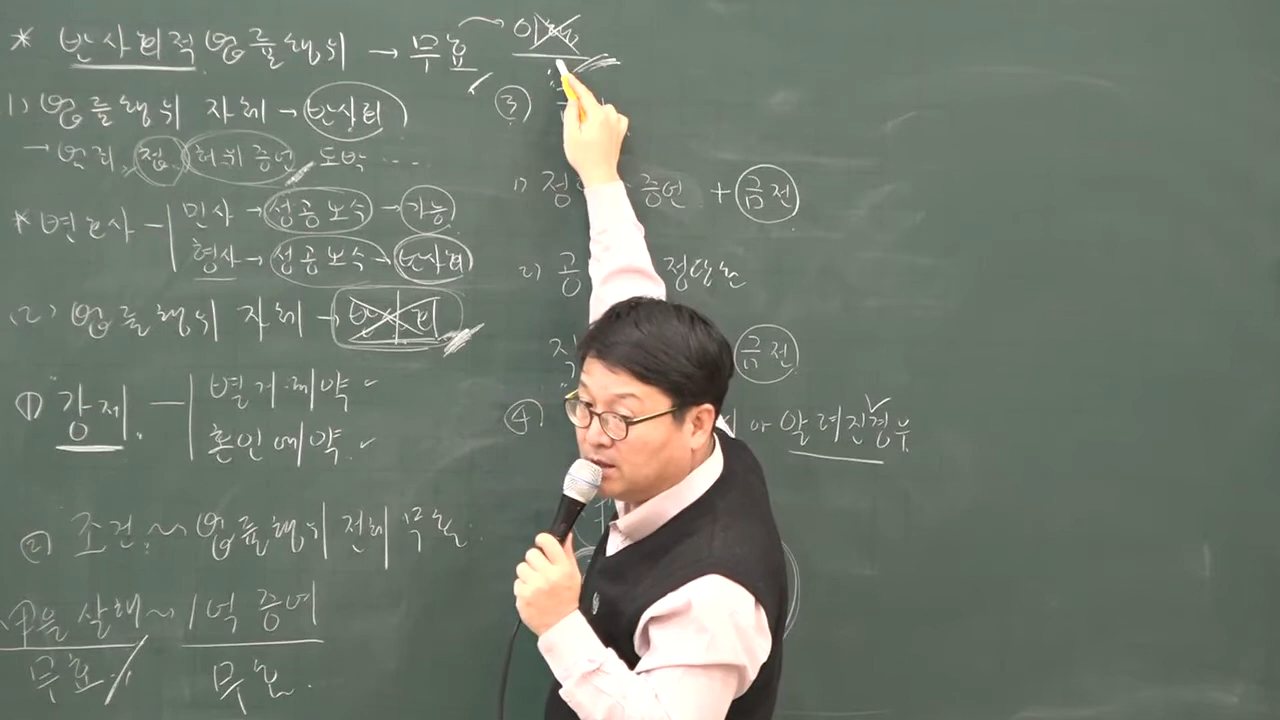 * 반사회적 법률행위 → 무효
1) 법률행위 자체 → 반사회
→ 범죄, 첩, 허위증언, 도박 ....
* 변호사 민사 → 성공보수 → 가능
형사 → 성공보수 → 반사회
(2) 법률행위 자체 →
① "강제" 별거계약 ✓
혼인예약 ✓
② "조건"~ 법률행위 전체 무효
甲을 살해~ 1억 증여
무효 무효.
③
1) 증언 + 금전
2) 공 정당한
금전
④ 알려진 경우